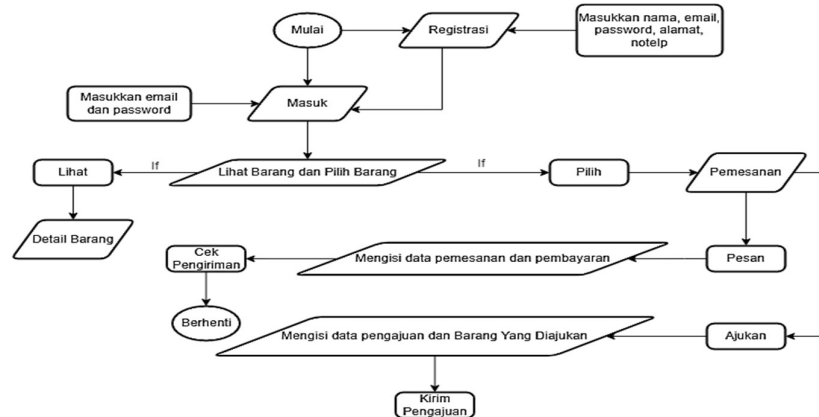 Mulai
Registrasi
Masukkan nama, email,
password, alamat,
notelp
Masukkan email
dan password
Masuk
Lihat
If
Lihat Barang dan Pilih Barang
If
Pilih
Pemesanan
Detail Barang
Cek
Pengiriman
Mengisi data pemesanan dan pembayaran
Pesan
Berhenti
Mengisi data pengajuan dan Barang Yang Diajukan
Ajukan
Kirim
Pengajuan